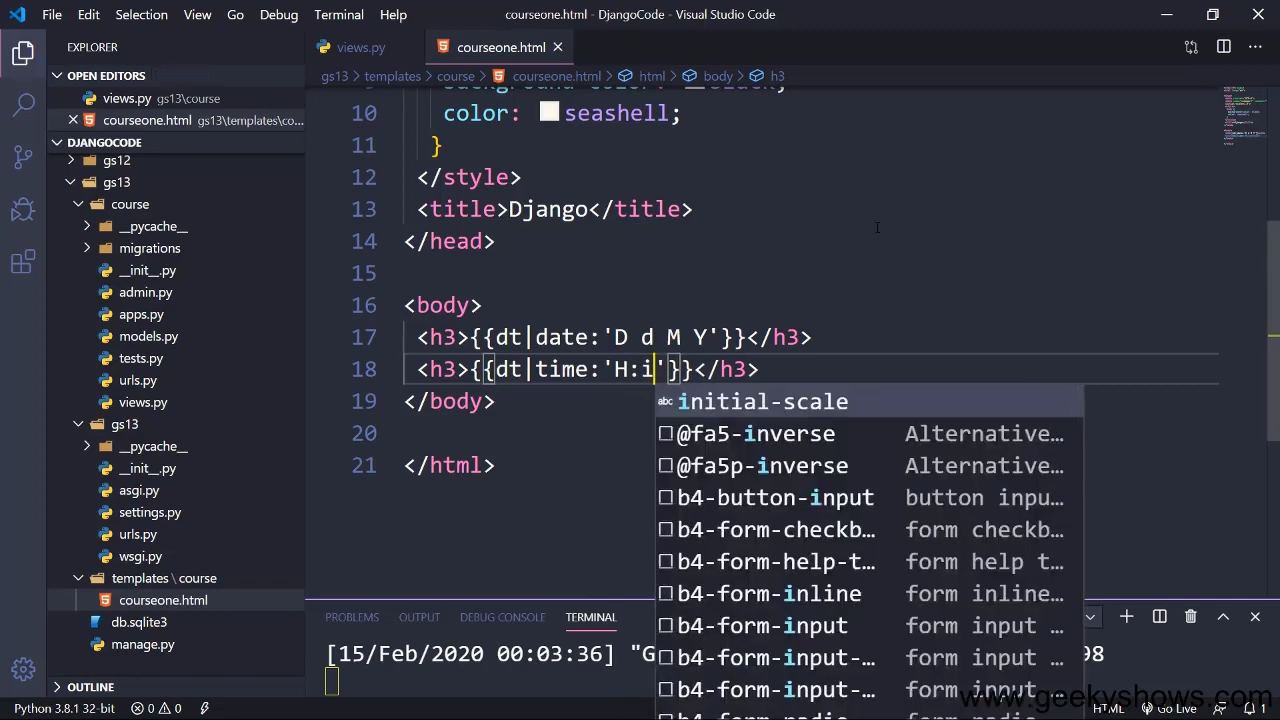 File Edit Selection View Go Debug Terminal Help courseone.html - DjangoCode - Visual Studio Code
EXPLORER
OPEN EDITORS
views.py gs13\course
courseone.html gs13\templates\co...
DJANGOCODE
gs12
gs13
course
__pycache__
migrations
__init__.py
admin.py
apps.py
models.py
tests.py
urls.py
views.py
gs13
__pycache__
__init__.py
asgi.py
settings.py
urls.py
wsgi.py
templates \ course
courseone.html
db.sqlite3
manage.py
OUTLINE
views.py courseone.html
gs13 templates course courseone.html html body h3
10 color: seashell;
11 }
12 </style>
13 <title>Django</title>
14 </head>
15
16 <body>
17 <h3>{{dt|date:'D d M Y'}}</h3>
18 <h3>{{dt|time:'H:i'}}</h3>
19 </body>
20
21 </html>
initial-scale
@fa5-inverse Alternative...
@fa5p-inverse Alternative...
b4-button-input button inpu...
b4-form-checkb... form checkb...
b4-form-help-t... form help t...
b4-form-inline form inline...
b4-form-input form input ...
b4-form-input-... form input ...
b4-form-input-... form input ...
PROBLEMS OUTPUT DEBUG CONSOLE TERMINAL
[15/Feb/2020 00:03:36] "G 98
www.geekyshows.com
Python 3.8.1 32-bit 0 0 HTML Go Live 1